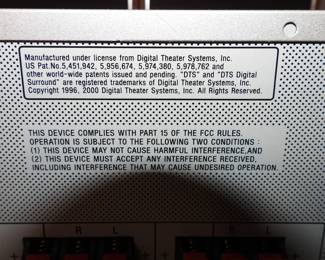 Manufactured under license from Digital Theater Systems, Inc.
US Pat. No. 5,451,942, 5,956,674, 5,974,380, 5,978,762 and
other world-wide patents issued and pending. "DTS" and "DTS Digital
Surround" are registered trademarks of Digital Theater Systems, Inc.
Copyright 1996, 2000 Digital Theater Systems, Inc. All Rights Reserved.
THIS DEVICE COMPLIES WITH PART 15 OF THE FCC RULES.
OPERATION IS SUBJECT TO THE FOLLOWING TWO CONDITIONS :
(1) THIS DEVICE MAY NOT CAUSE HARMFUL INTERFERENCE,AND
(2) THIS DEVICE MUST ACCEPT ANY INTERFERENCE RECEIVED,
INCLUDING INTERFERENCE THAT MAY CAUSE UNDESIRED OPERATION.
R L R L